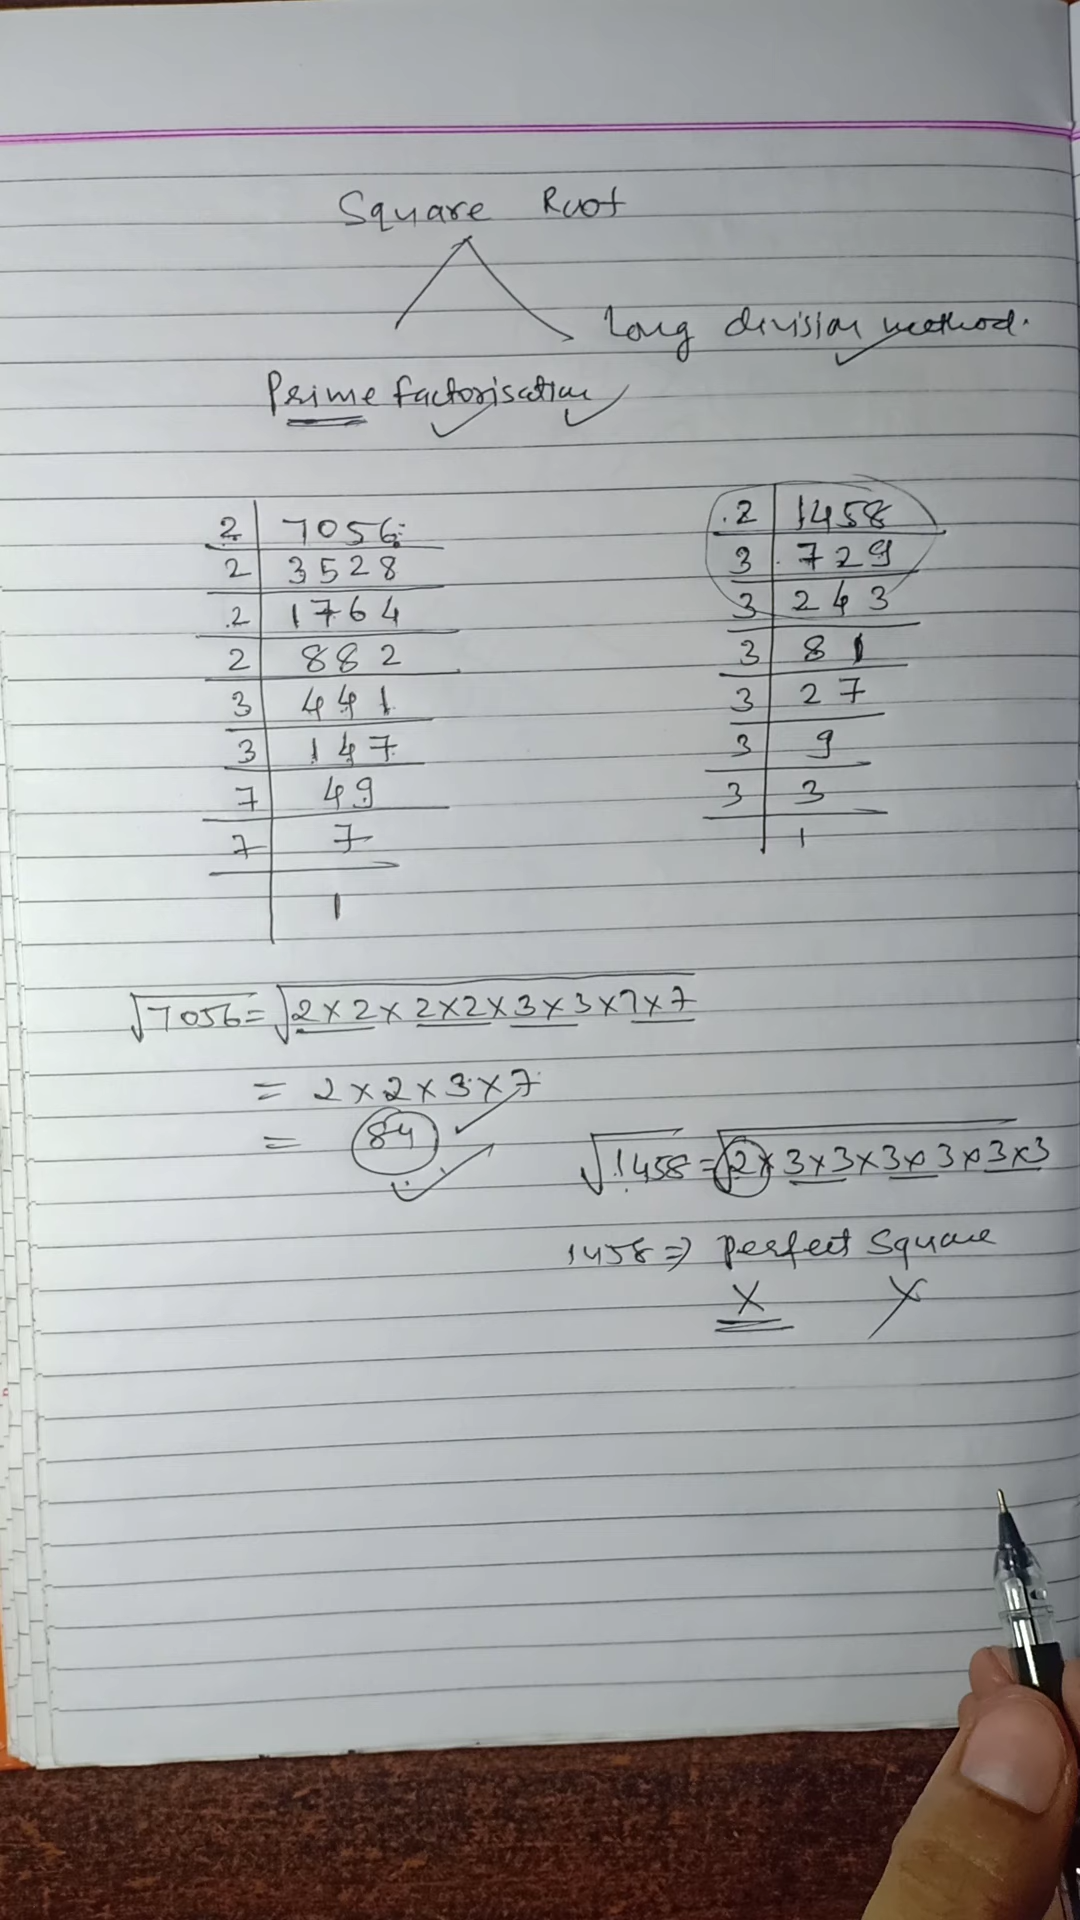 Square Root
Long division method.
Prime factorisation
2 | 7056
2 | 3528
2 | 1764
2 | 882
3 | 441
3 | 147
7 | 49
7 | 7
1
2 | 1458
3 | 729
3 | 243
3 | 81
3 | 27
3 | 9
3 | 3
1
√7056 = √2×2×2×2×3×3×7×7
= 2×2×3×7
= 84
√1458 = √2×3×3×3×3×3×3
1458 ⇒ Perfect Square
X X